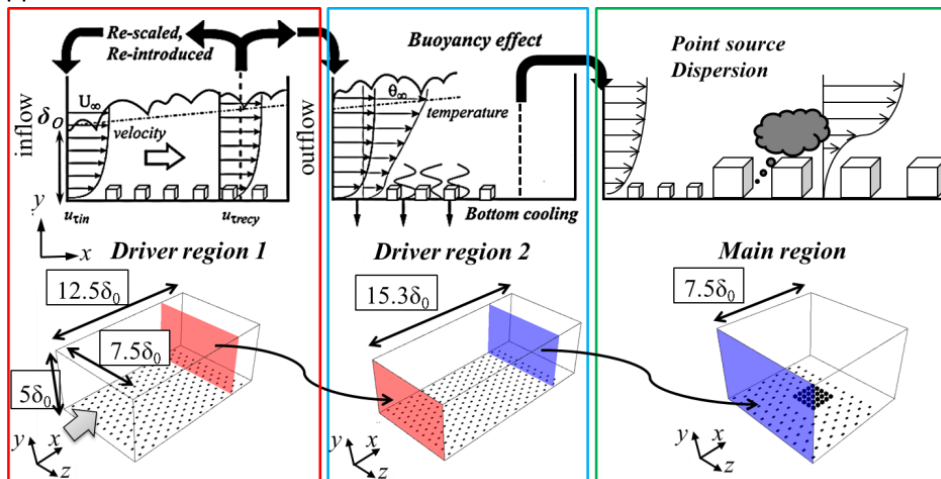 Re-scaled,
Re-introduced
inflow
δ0
U∞
velocity
y
x
uτin
uτrecy
outflow
Driver region 1
12.5δ0
7.5δ0
5δ0
y
x
z
Buoyancy effect
θ∞
temperature
Bottom cooling
Driver region 2
15.3δ0
y
x
z
Point source
Dispersion
Main region
7.5δ0
y
x
z